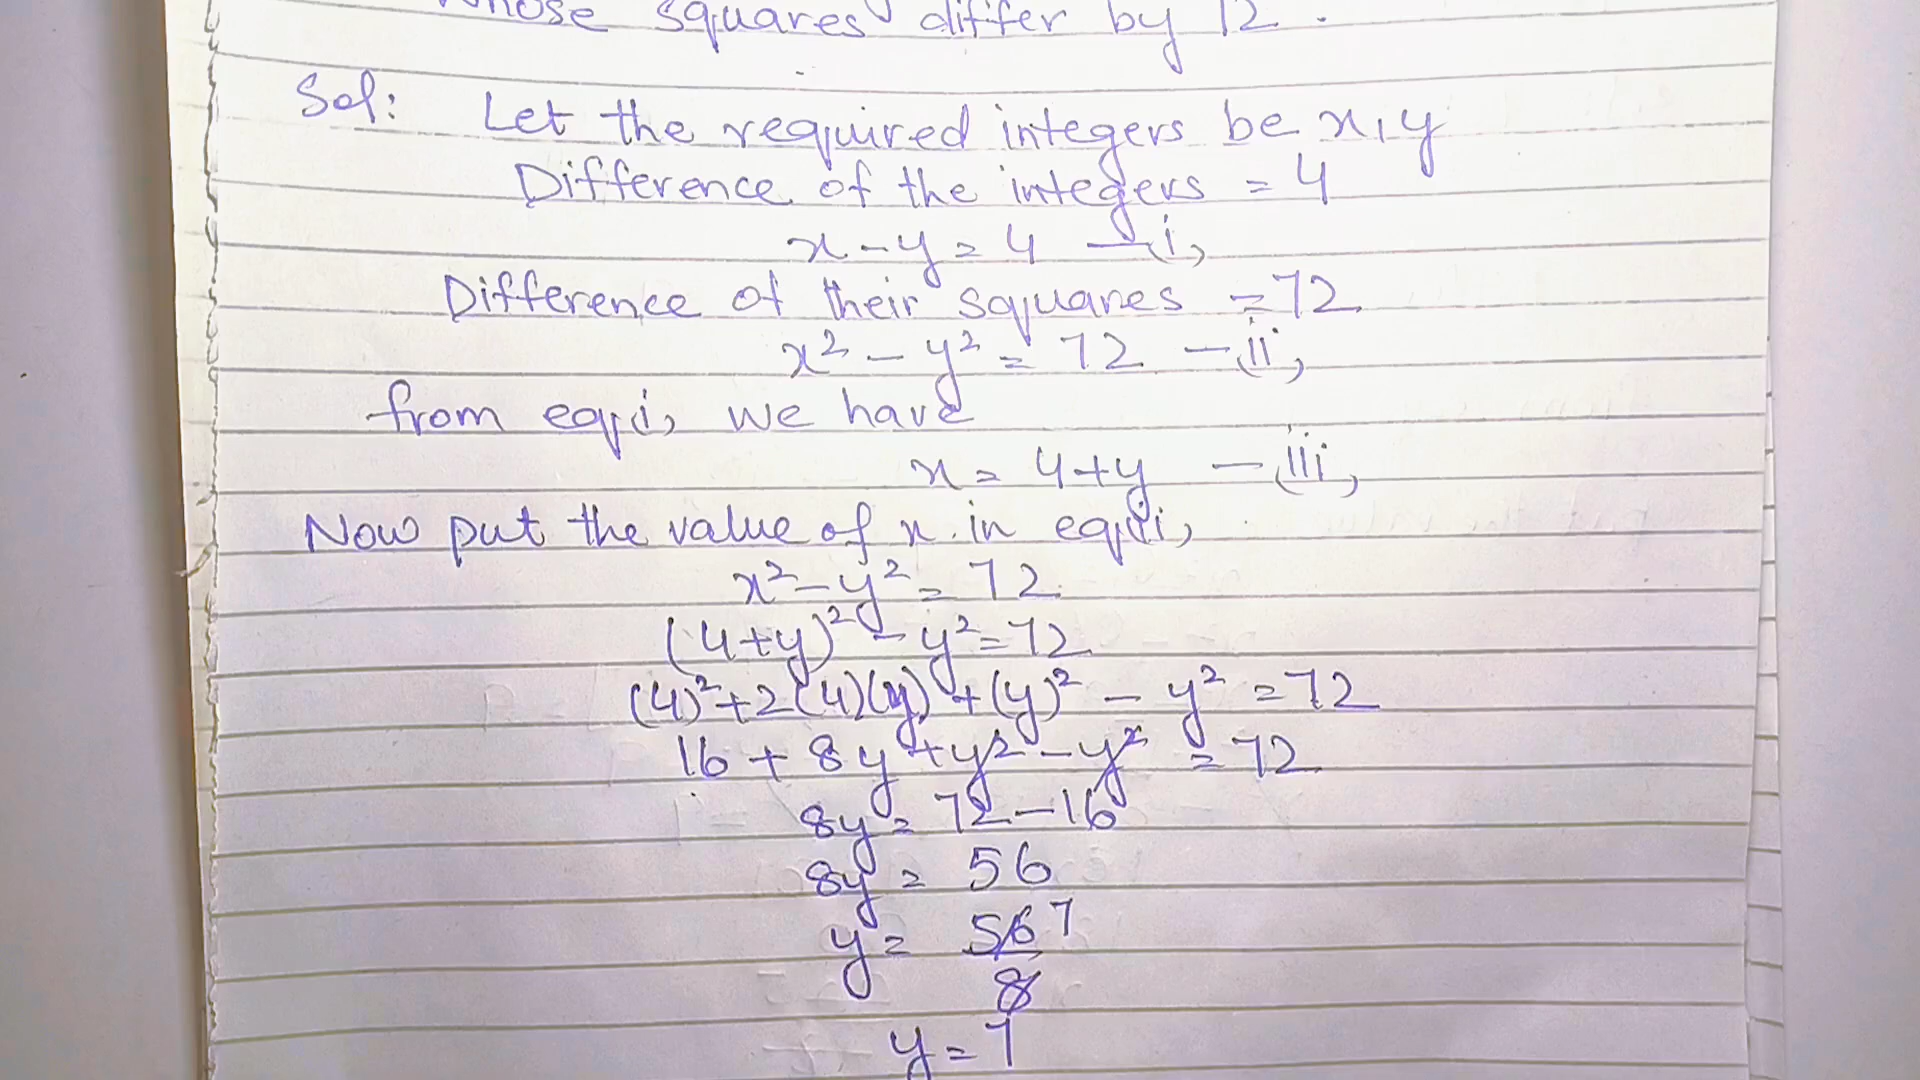 whose squares differ by 72.
Sol: Let the required integers be x, y
Difference of the integers = 4
x - y = 4 — i,
Difference of their squares = 72
x² - y² = 72 — ii,
from eq i, we have
x = 4+y — iii,
Now put the value of x in eq ii,
x² - y² = 72
(4+y)² - y² = 72
(4)² + 2(4)(y) + (y)² - y² = 72
16 + 8y + y² - y² = 72
8y = 72 - 16
8y = 56
y = 56 7
8
y = 7